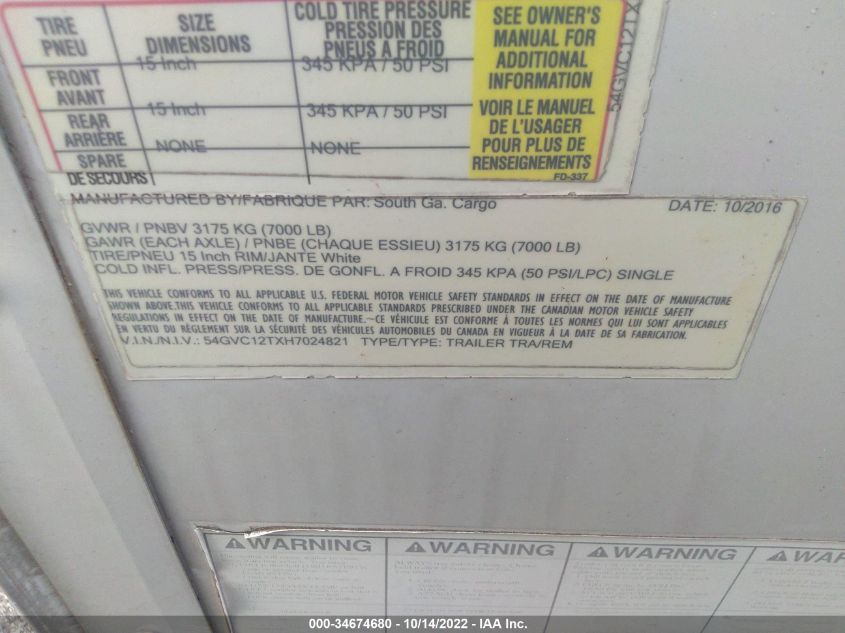 TIRE PNEU
SIZE DIMENSIONS
COLD TIRE PRESSURE
PRESSION DES
PNEUS A FROID
SEE OWNER'S
MANUAL FOR
ADDITIONAL
INFORMATION
FRONT AVANT
15 Inch
345 KPA / 50 PSI
REAR ARRIÈRE
15 Inch
345 KPA / 50 PSI
SPARE DE SECOURS
NONE
NONE
VOIR LE MANUEL
DE L'USAGER
POUR PLUS DE
RENSEIGNEMENTS
FD-337
54GVC12TX
MANUFACTURED BY/FABRIQUE PAR: South Ga. Cargo DATE: 10/2016
GVWR / PNBV 3175 KG (7000 LB)
GAWR (EACH AXLE) / PNBE (CHAQUE ESSIEU) 3175 KG (7000 LB)
TIRE/PNEU 15 Inch RIM/JANTE White
COLD INFL. PRESS/PRESS. DE GONFL. A FROID 345 KPA (50 PSI/LPC) SINGLE
THIS VEHICLE CONFORMS TO ALL APPLICABLE U.S. FEDERAL MOTOR VEHICLE SAFETY STANDARDS IN EFFECT ON THE DATE OF MANUFACTURE
SHOWN ABOVE.THIS VEHICLE CONFORMS TO ALL APPLICABLE STANDARDS PRESCRIBED UNDER THE CANADIAN MOTOR VEHICLE SAFETY
REGULATIONS IN EFFECT ON THE DATE OF MANUFACTURE.~CE VÉHICULE EST CONFORME À TOUTES LES NORMES QUI LUI SONT APPLICABLES
EN VERTU DU RÈGLEMENT SUR LA SÉCURITÉ DES VÉHICULES AUTOMOBILES DU CANADA EN VIGUEUR À LA DATE DE SA FABRICATION.
V.I.N./N.I.V.: 54GVC12TXH7024821 TYPE/TYPE: TRAILER TRA/REM
WARNING WARNING WARNING WARNING
000-34674680 - 10/14/2022 - IAA Inc.